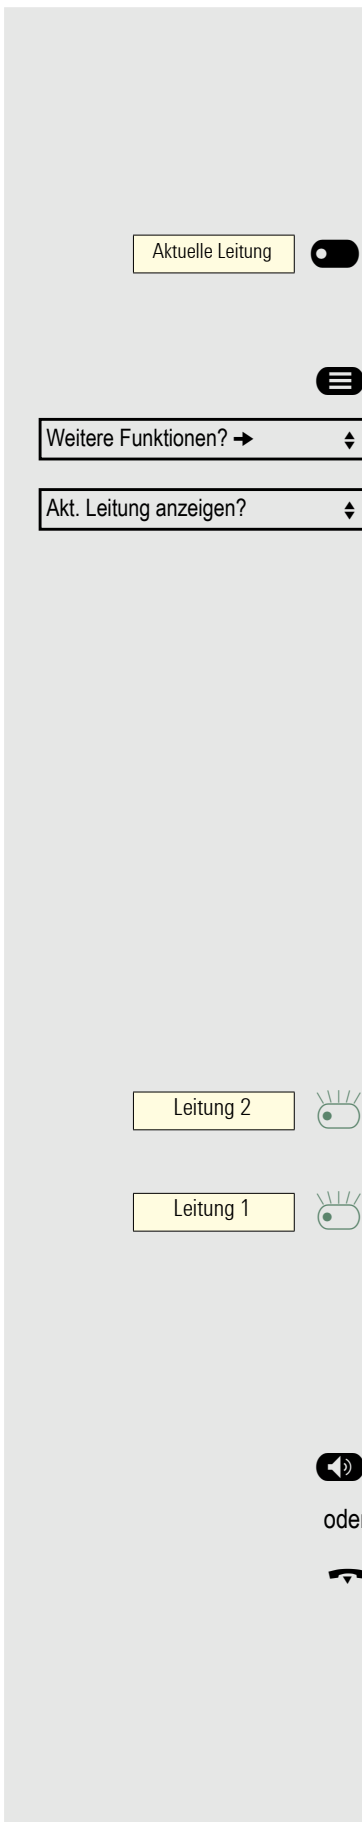 Aktuelle Leitung
Weitere Funktionen? →
Akt. Leitung anzeigen?
Leitung 2
Leitung 1
oder